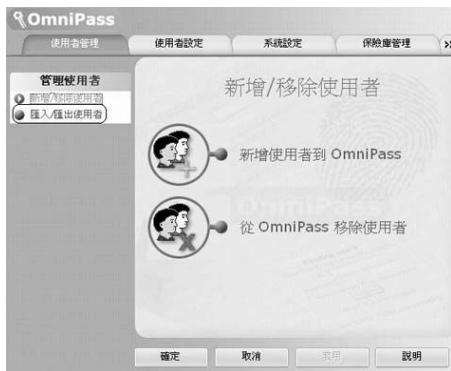 OmniPass
使用者管理 使用者設定 系統設定 保險庫管理
管理使用者
新增/移除使用者
匯入/匯出使用者
新增/移除使用者
新增使用者到 OmniPass
從 OmniPass 移除使用者
確定 取消 套用 說明